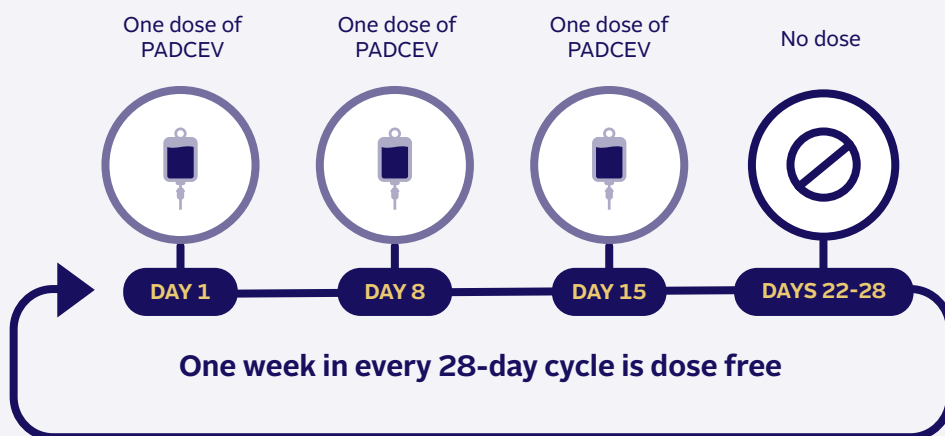 One dose of
PADCEV
One dose of
PADCEV
One dose of
PADCEV
No dose
DAY 1
DAY 8
DAY 15
DAYS 22-28
One week in every 28-day cycle is dose free